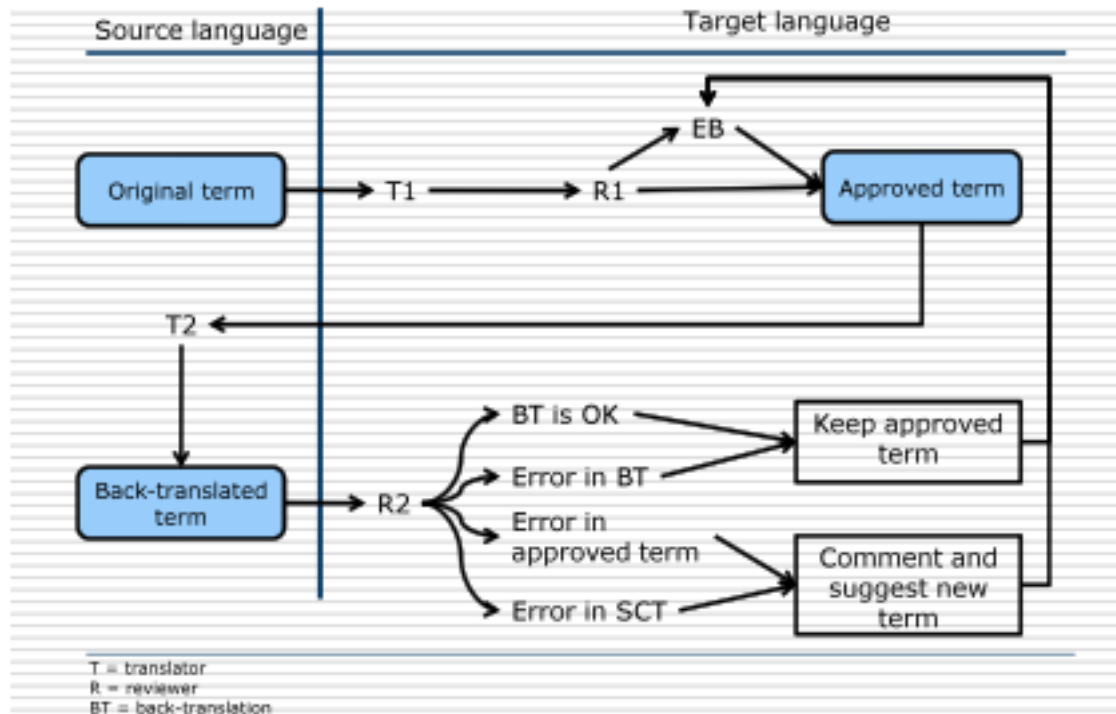 Source language
Target language
EB
Original term
T1
R1
Approved term
T2
BT is OK
Keep approved
term
Error in BT
Back-translated
term
R2
Error in
approved term
Comment and
suggest new
term
Error in SCT
T = translator
R = reviewer
BT = back-translation